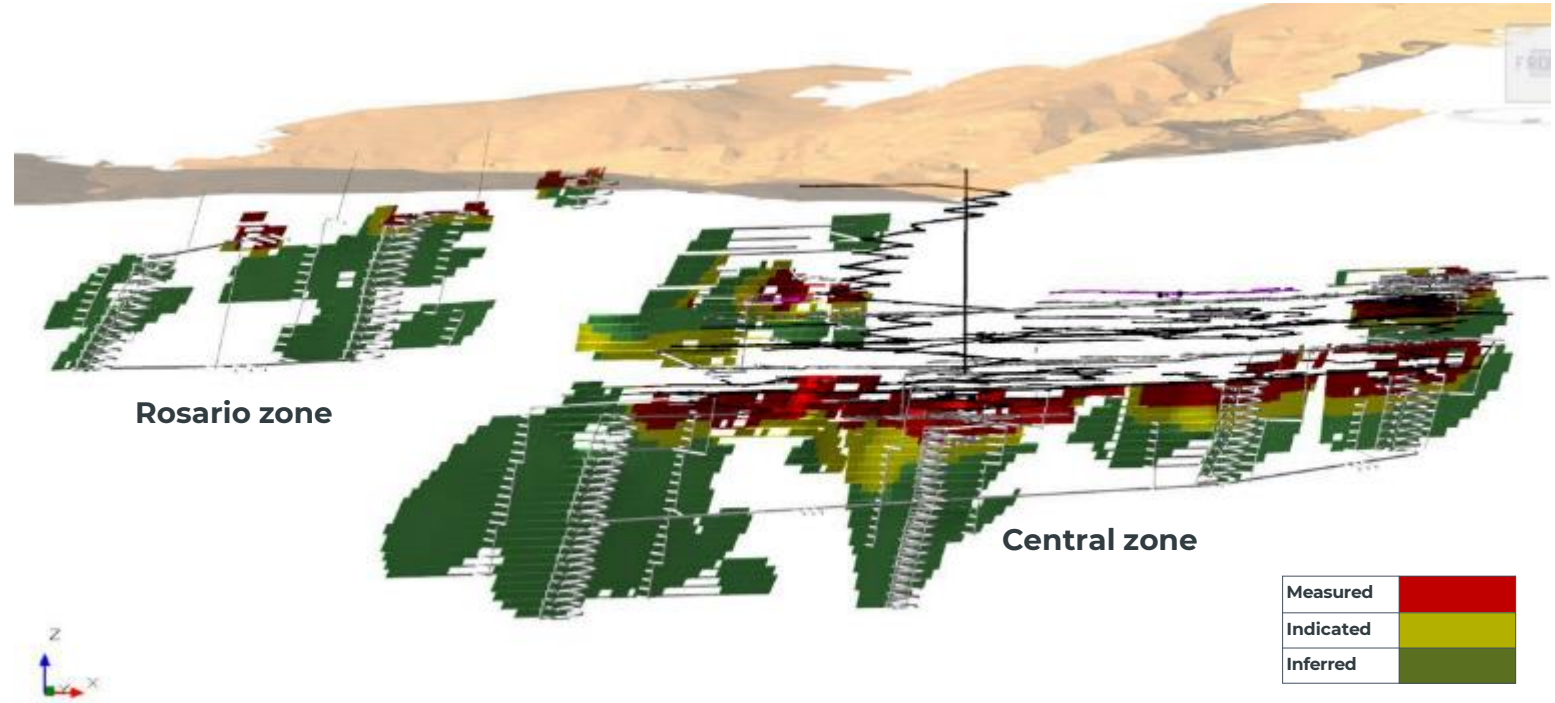 Rosario zone
Central zone
Measured
Indicated
Inferred
Z
X